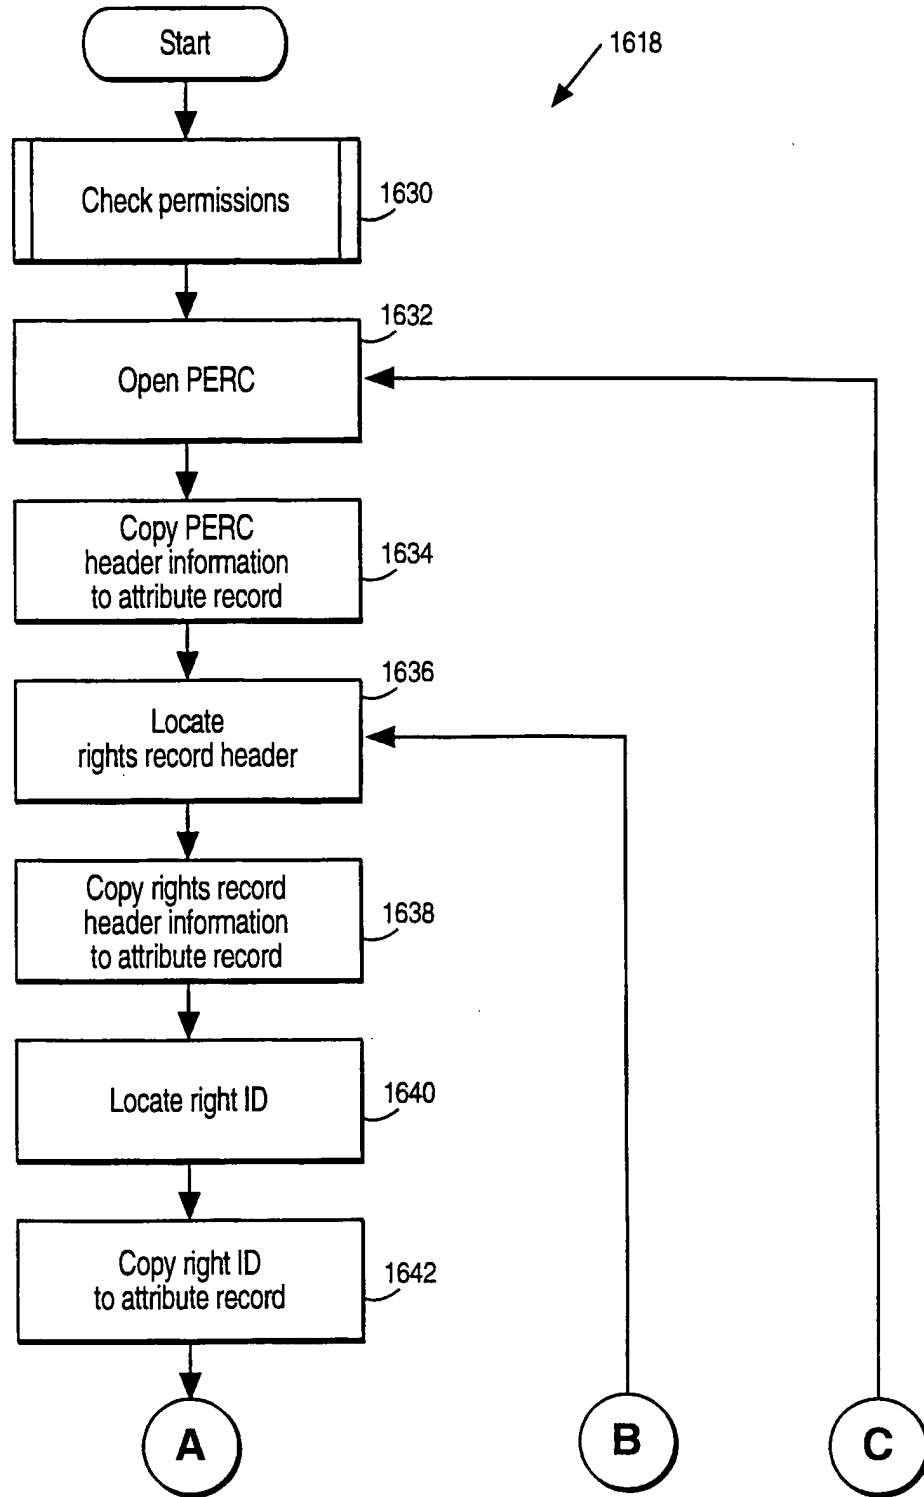 Start
1618
Check permissions
1630
1632
Open PERC
Copy PERC
header information
to attribute record
1634
1636
Locate
rights record header
Copy rights record
header information
to attribute record
1638
Locate right ID
1640
Copy right ID
to attribute record
1642
A
B
C